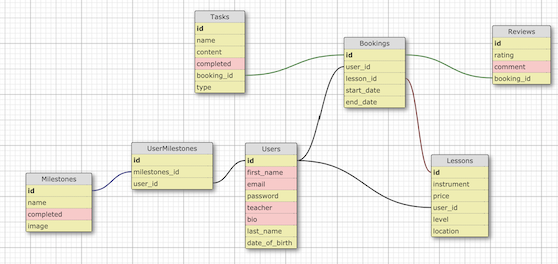 Tasks
id
name
content
completed
booking_id
type
Bookings
id
user_id
lesson_id
start_date
end_date
Reviews
id
rating
comment
booking_id
Milestones
id
name
completed
image
UserMilestones
id
milestones_id
user_id
Users
id
first_name
email
password
teacher
bio
last_name
date_of_birth
Lessons
id
instrument
price
user_id
level
location